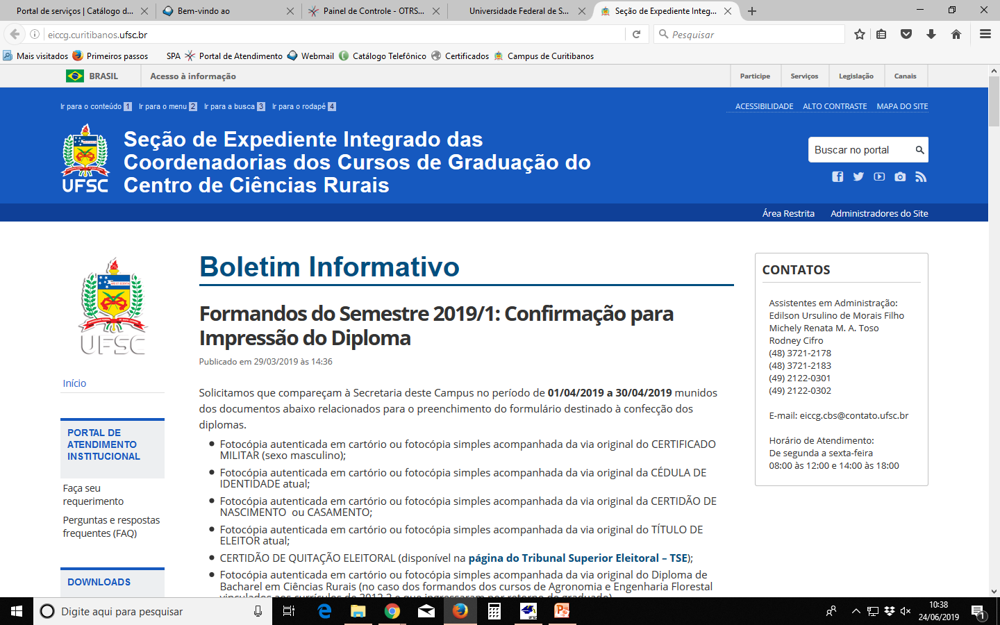 Portal de serviços | Catálogo d...
Bem-vindo ao
Painel de Controle - OTRS...
Universidade Federal de S...
Seção de Expediente Integ...
eiccg.curitibanos.ufsc.br
Pesquisar
Mais visitados
Primeiros passos
SPA
Portal de Atendimento
Webmail
Catálogo Telefônico
Certificados
Campus de Curitibanos
BRASIL
Acesso à informação
Participe
Serviços
Legislação
Canais
Ir para o conteúdo 1
Ir para o menu 2
Ir para a busca 3
Ir para o rodapé 4
ACESSIBILIDADE
ALTO CONTRASTE
MAPA DO SITE
UFSC
Seção de Expediente Integrado das
Coordenadorias dos Cursos de Graduação do
Centro de Ciências Rurais
Buscar no portal
Área Restrita
Administradores do Site
UFSC
Início
PORTAL DE
ATENDIMENTO
INSTITUCIONAL
Faça seu
requerimento
Perguntas e respostas
frequentes (FAQ)
DOWNLOADS
Boletim Informativo
Formandos do Semestre 2019/1: Confirmação para
Impressão do Diploma
Publicado em 29/03/2019 às 14:36
Solicitamos que compareçam à Secretaria deste Campus no período de 01/04/2019 a 30/04/2019 munidos
dos documentos abaixo relacionados para o preenchimento do formulário destinado à confecção dos
diplomas.
Fotocópia autenticada em cartório ou fotocópia simples acompanhada da via original do CERTIFICADO
MILITAR (sexo masculino);
Fotocópia autenticada em cartório ou fotocópia simples acompanhada da via original da CÉDULA DE
IDENTIDADE atual;
Fotocópia autenticada em cartório ou fotocópia simples acompanhada da via original da CERTIDÃO DE
NASCIMENTO ou CASAMENTO;
Fotocópia autenticada em cartório ou fotocópia simples acompanhada da via original do TÍTULO DE
ELEITOR atual;
CERTIDÃO DE QUITAÇÃO ELEITORAL (disponível na página do Tribunal Superior Eleitoral – TSE);
Fotocópia autenticada em cartório ou fotocópia simples acompanhada da via original do Diploma de
Bacharel em Ciências Rurais (no caso dos formandos dos cursos de Agronomia e Engenharia Florestal
vinculados aos currículos de 2012.2 e que ingressaram por retorno de graduado)
CONTATOS
Assistentes em Administração:
Edilson Ursulino de Morais Filho
Michely Renata M. A. Toso
Rodney Cifro
(48) 3721-2178
(48) 3721-2183
(49) 2122-0301
(49) 2122-0302
E-mail: eiccg.cbs@contato.ufsc.br
Horário de Atendimento:
De segunda a sexta-feira
08:00 às 12:00 e 14:00 às 18:00
Digite aqui para pesquisar
10:38
24/06/2019
1